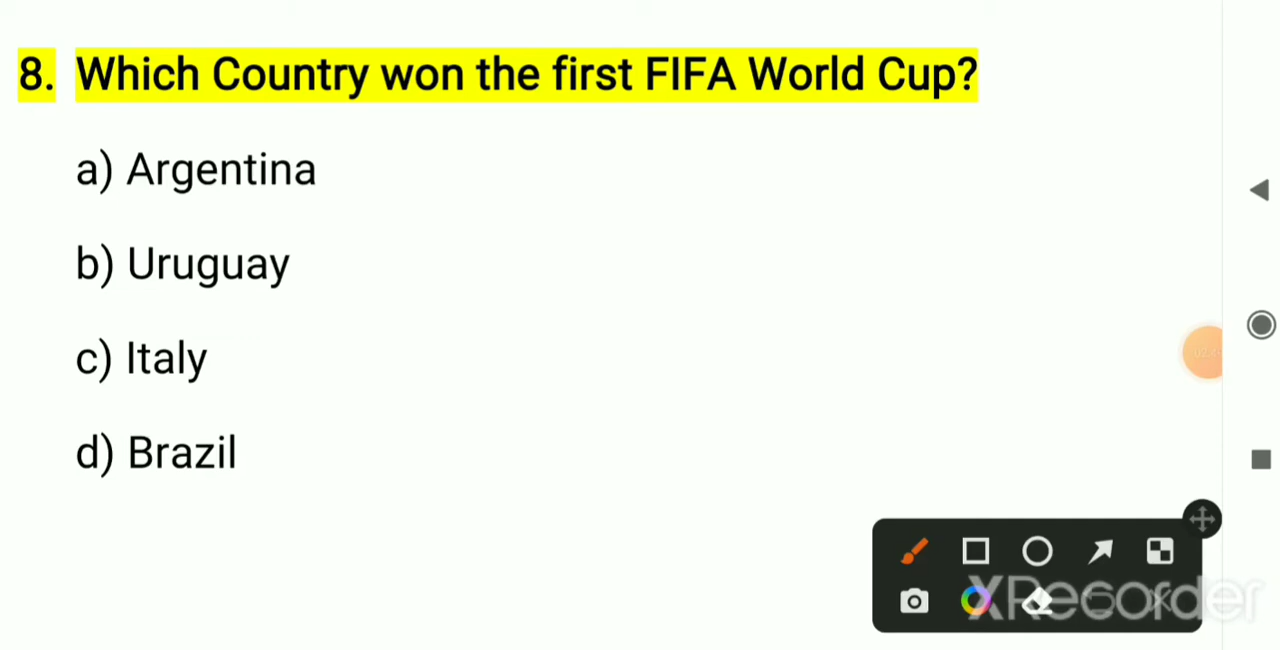 8. Which Country won the first FIFA World Cup?
a) Argentina
b) Uruguay
c) Italy
d) Brazil
XRecorder